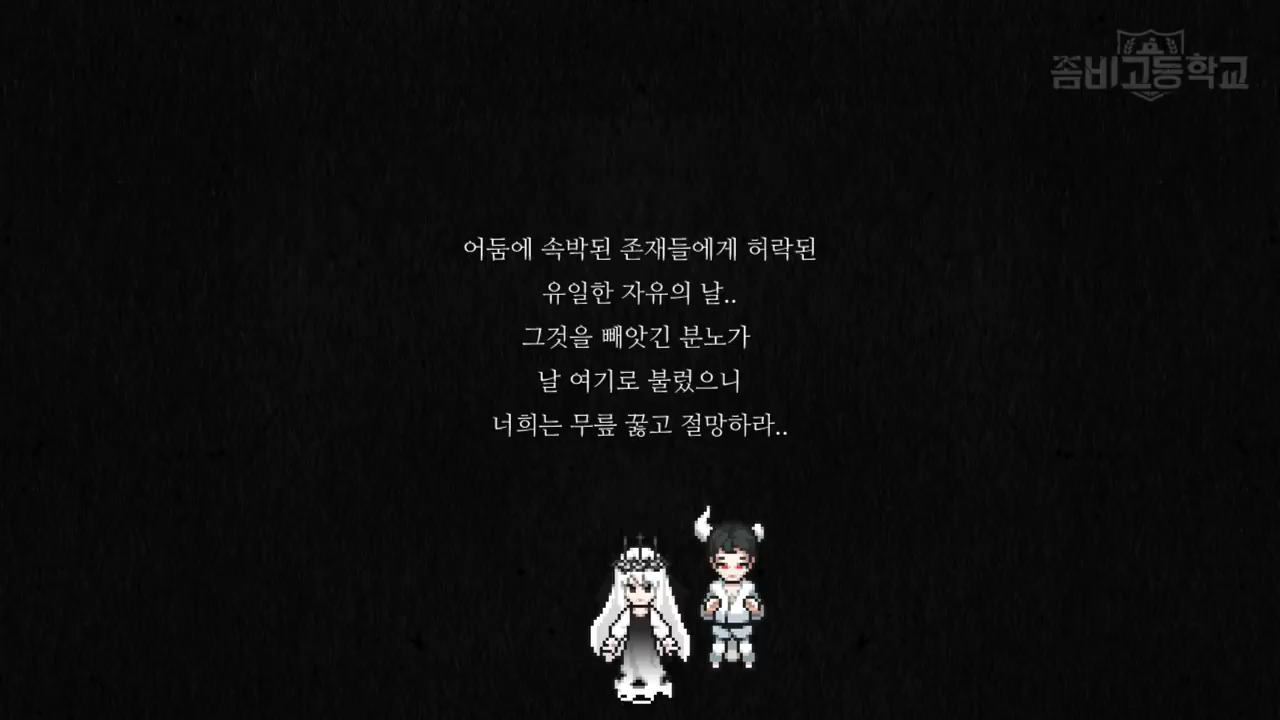 좀비고등학교
어둠에 속박된 존재들에게 허락된
유일한 자유의 날..
그것을 빼앗긴 분노가
날 여기로 불렀으니
너희는 무릎 꿇고 절망하라..